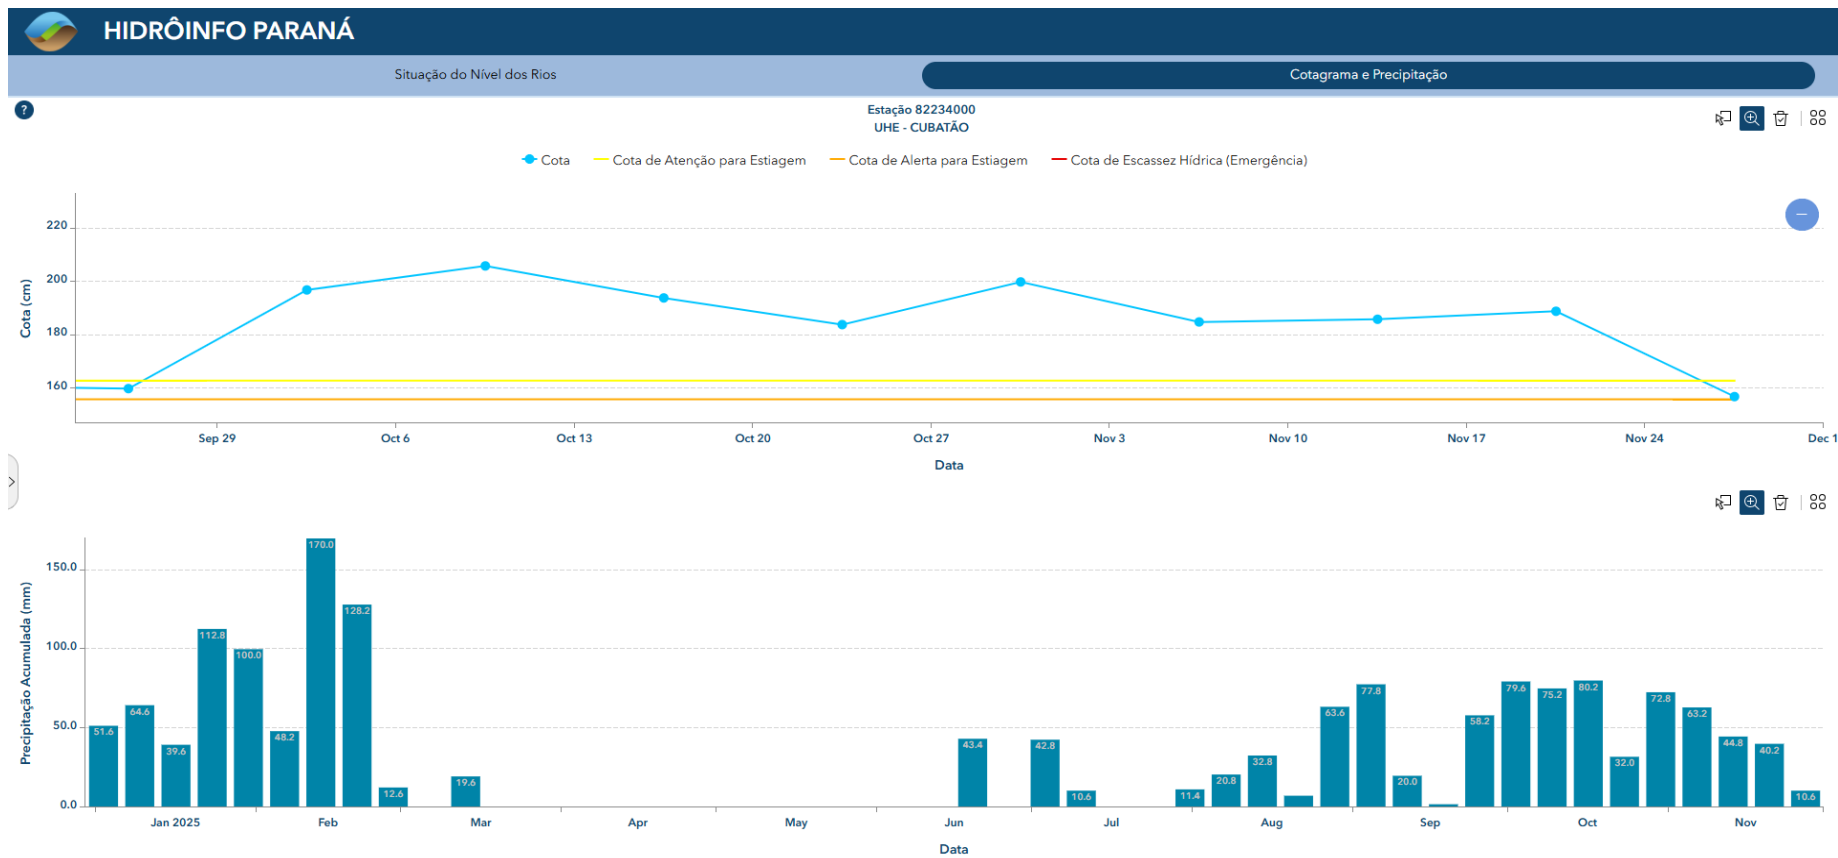 HIDRÔINFO PARANÁ
Situação do Nível dos Rios
Cotagrama e Precipitação
?
Estação 82234000
UHE - CUBATÃO
Cota
Cota de Atenção para Estiagem
Cota de Alerta para Estiagem
Cota de Escassez Hídrica (Emergência)
Cota (cm)
220
200
180
160
Sep 29
Oct 6
Oct 13
Oct 20
Oct 27
Nov 3
Nov 10
Nov 17
Nov 24
Dec 1
Data
Precipitação Acumulada (mm)
150.0
100.0
50.0
0.0
51.6
64.6
39.6
112.8
100.0
48.2
170.0
128.2
12.6
19.6
43.4
42.8
10.6
11.4
20.8
32.8
63.6
77.8
20.0
58.2
79.6
75.2
80.2
32.0
72.8
63.2
44.8
40.2
10.6
Jan 2025
Feb
Mar
Apr
May
Jun
Jul
Aug
Sep
Oct
Nov
Data